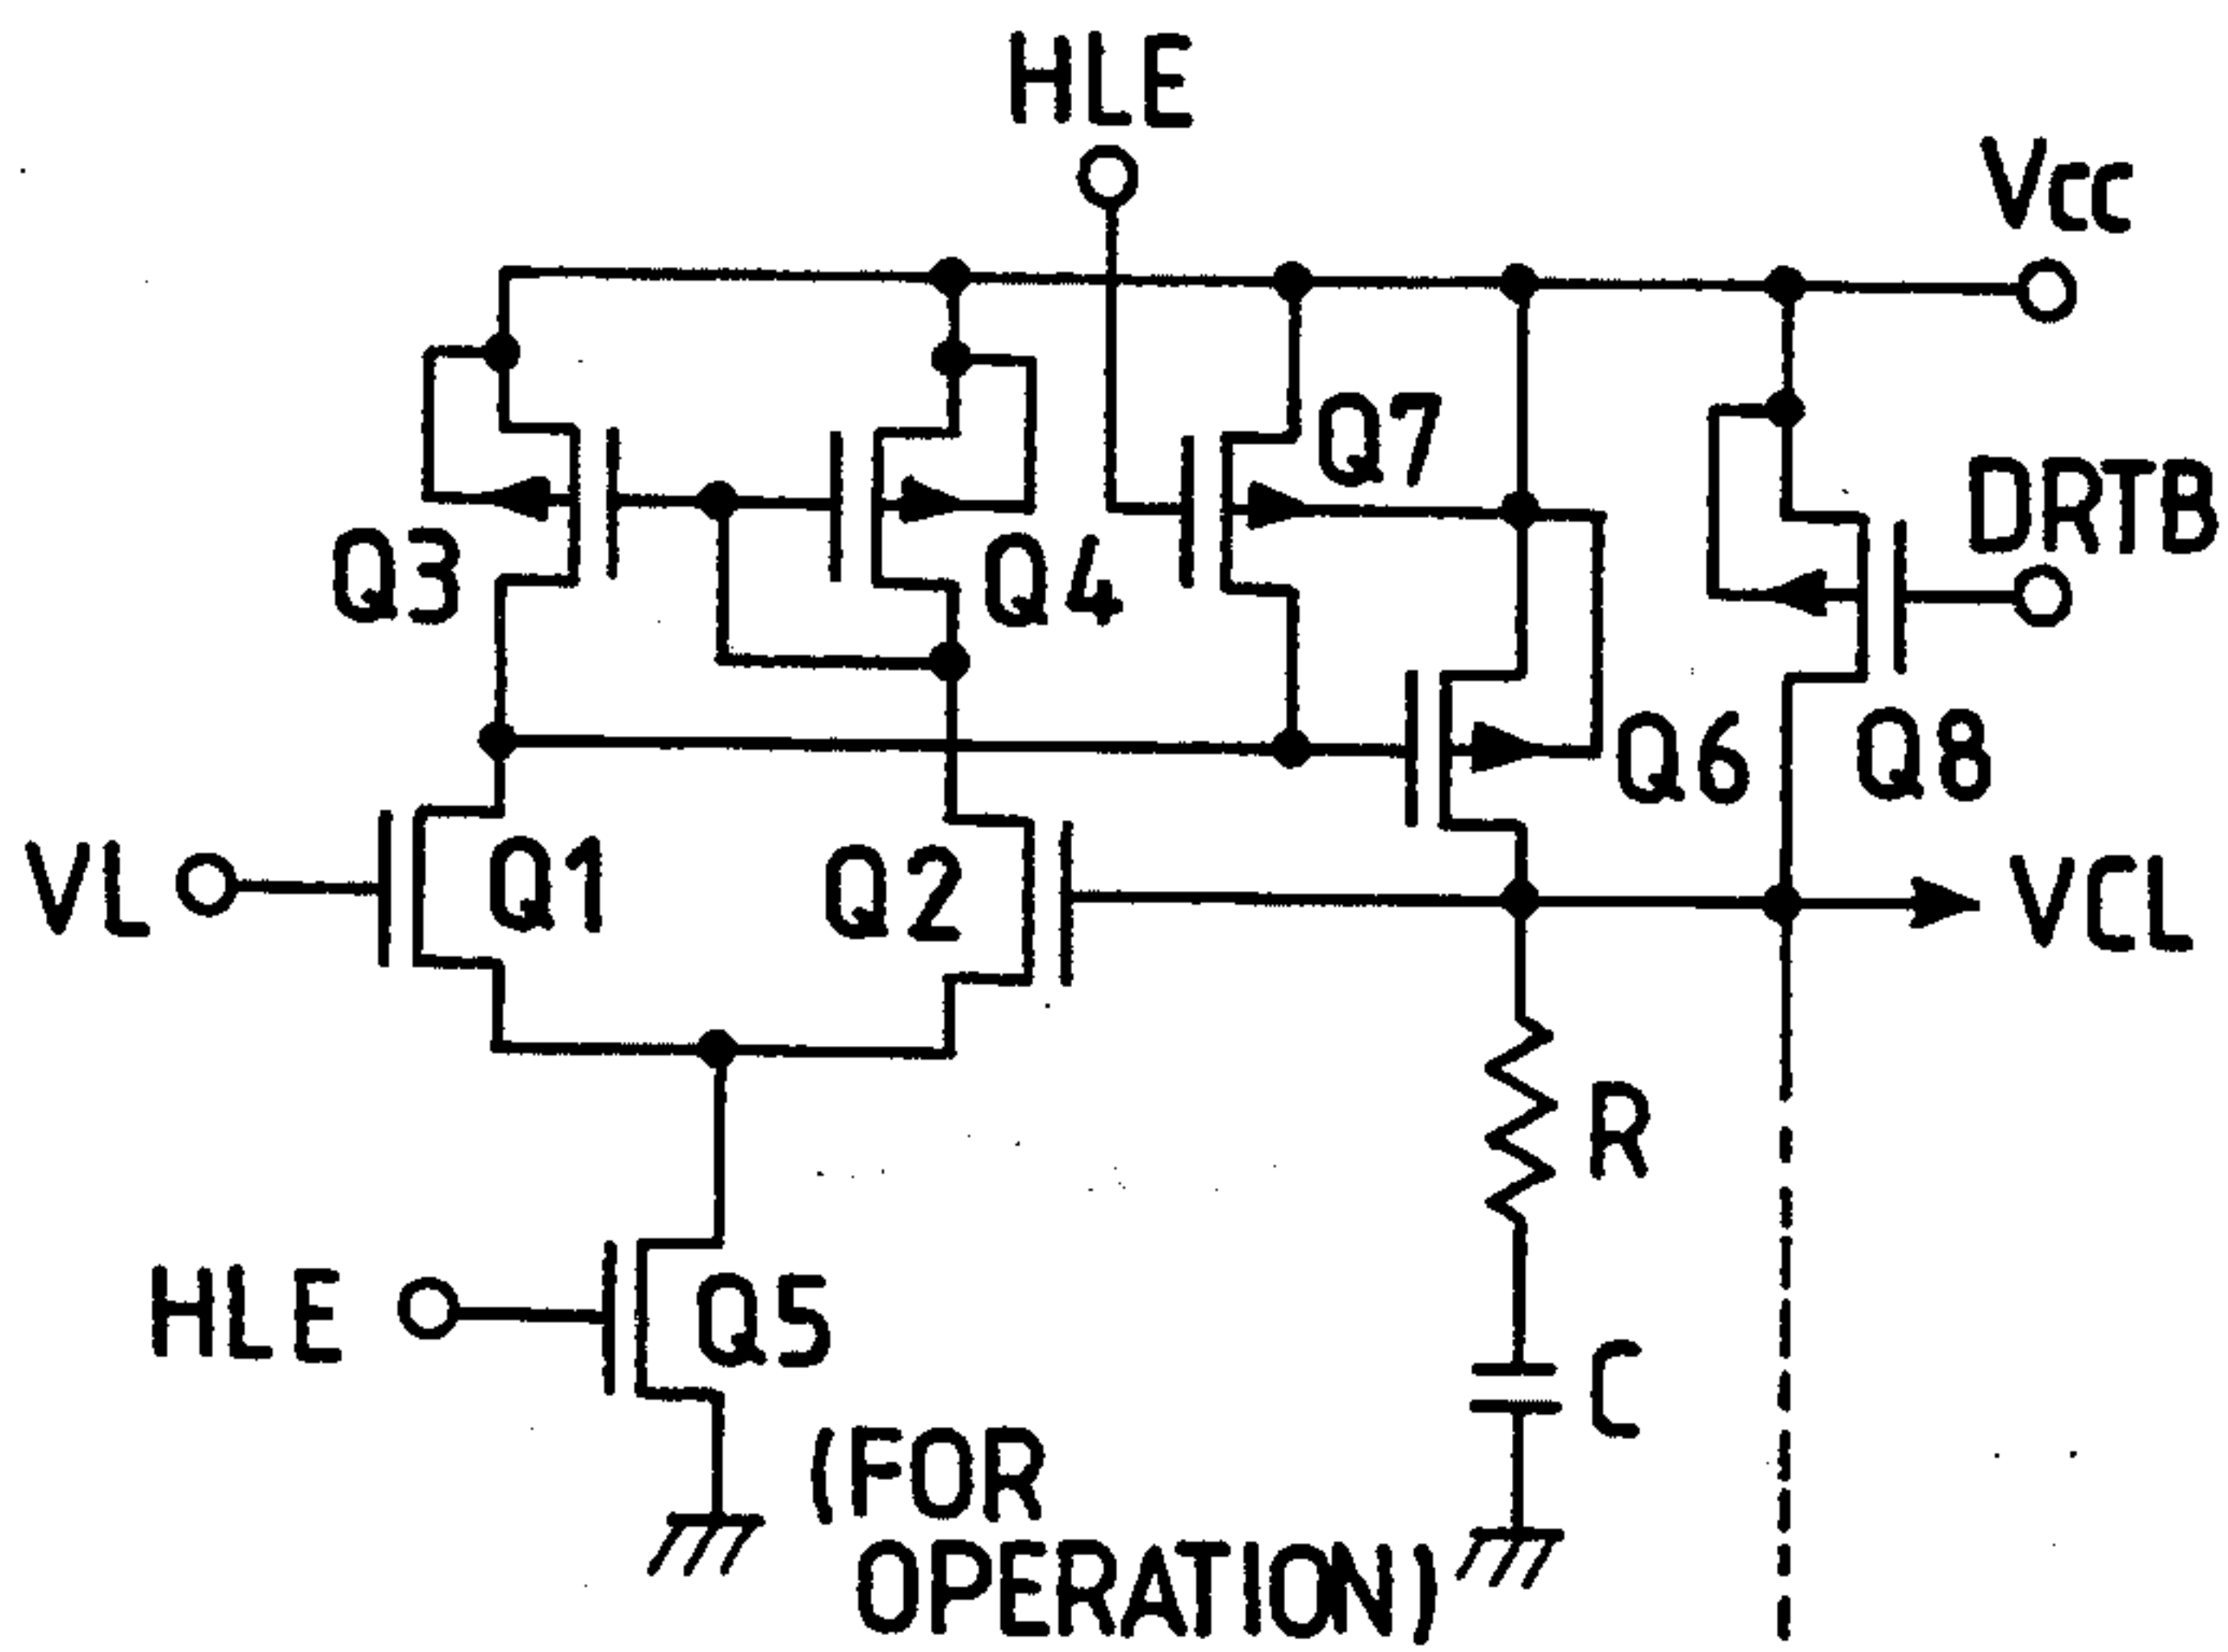 HLE
Vcc
Q7
DRTB
Q3
Q4
Q6
Q8
VL
Q1
Q2
VCL
R
HLE
Q5
C
(FOR
OPERATION)